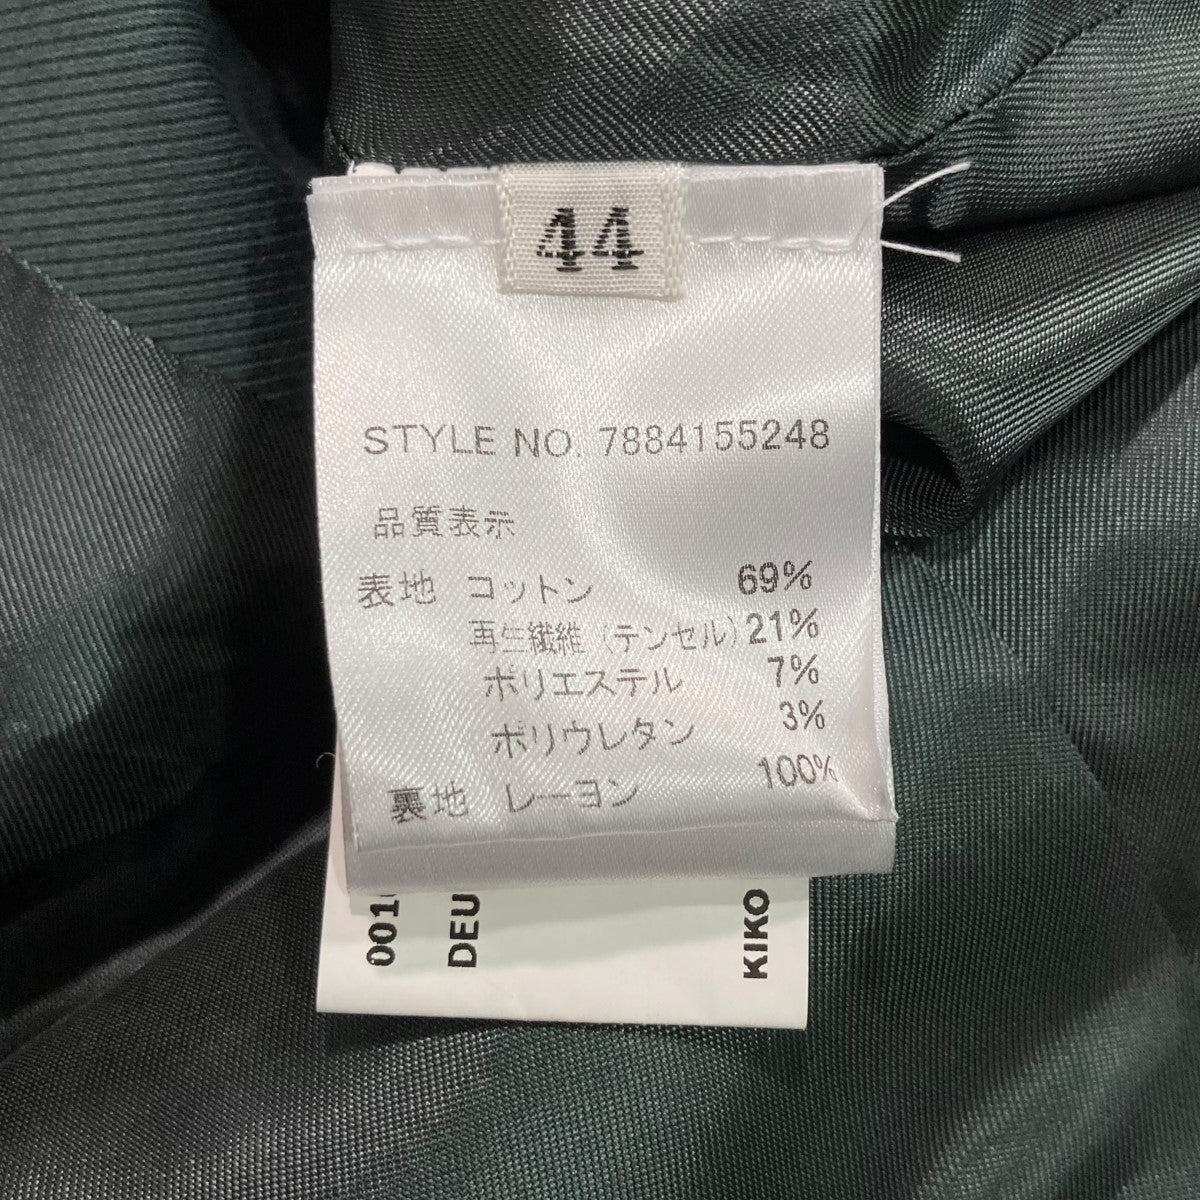 44
STYLE NO. 7884155248
品質表示
表地 コットン 69%
再生繊維（テンセル）21%
ポリエステル 7%
ポリウレタン 3%
裏地 レーヨン 100%
DEU
KIKO